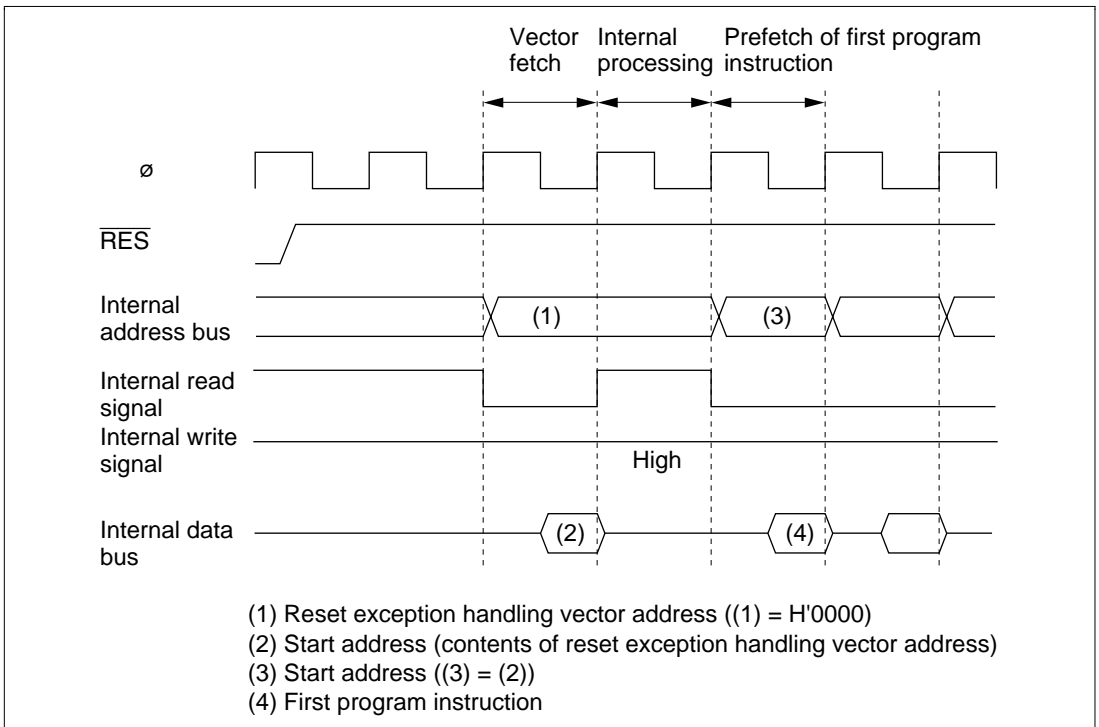 Vector fetch
Internal processing
Prefetch of first program instruction
ø
RES
Internal address bus
(1)
(3)
Internal read signal
Internal write signal
High
Internal data bus
(2)
(4)
(1) Reset exception handling vector address ((1) = H'0000)
(2) Start address (contents of reset exception handling vector address)
(3) Start address ((3) = (2))
(4) First program instruction